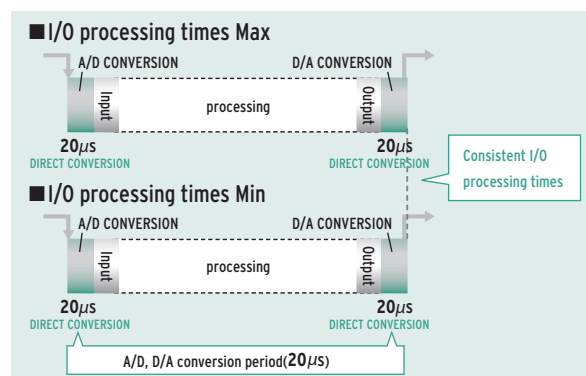 ■I/O processing times Max
A/D CONVERSION
D/A CONVERSION
Input
processing
Output
20μs
20μs
DIRECT CONVERSION
DIRECT CONVERSION
Consistent I/O
processing times
■I/O processing times Min
A/D CONVERSION
D/A CONVERSION
Input
processing
Output
20μs
20μs
DIRECT CONVERSION
DIRECT CONVERSION
A/D, D/A conversion period(20μs)